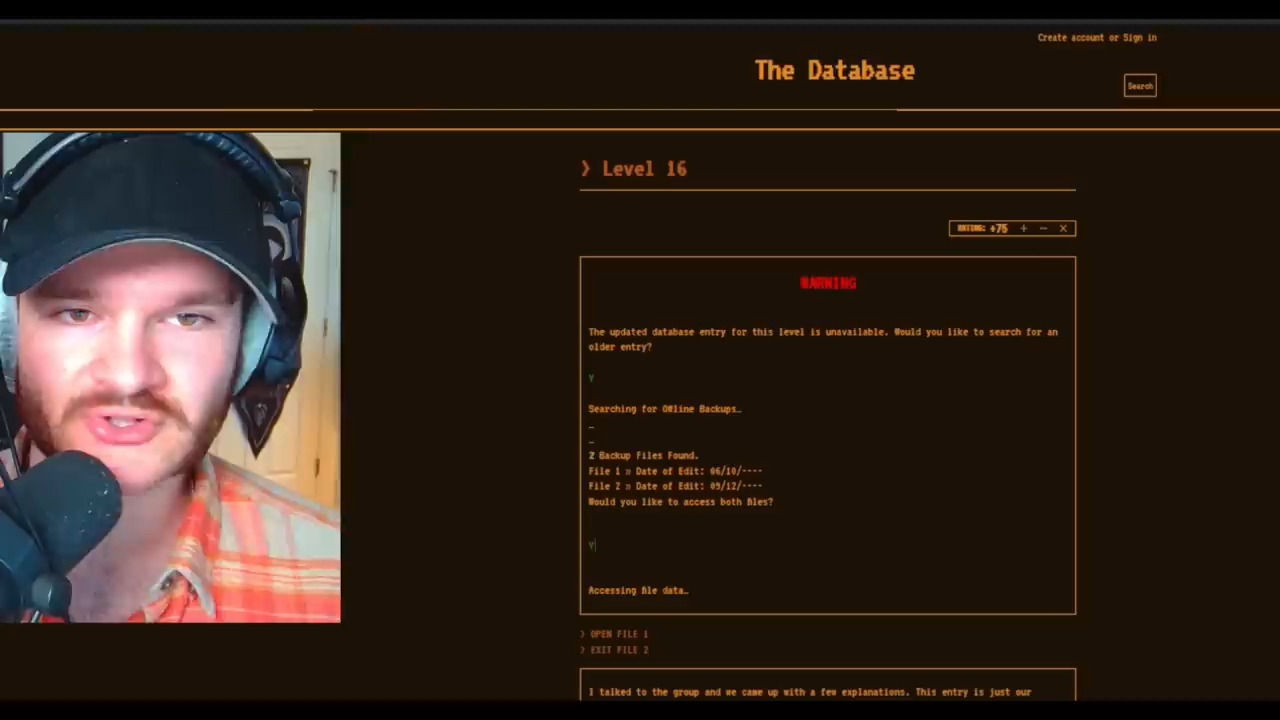 Create account or Sign in
The Database
Search
❯ Level 16
RATING: +75 + − ×
WARNING
The updated database entry for this level is unavailable. Would you like to search for an
older entry?
Y
Searching for Offline Backups…
_
_
2 Backup Files Found.
File 1 » Date of Edit: 06/10/----
File 2 » Date of Edit: 09/12/----
Would you like to access both files?
Y
Accessing file data…
❯ OPEN FILE 1
❯ EXIT FILE 2
I talked to the group and we came up with a few explanations. This entry is just our